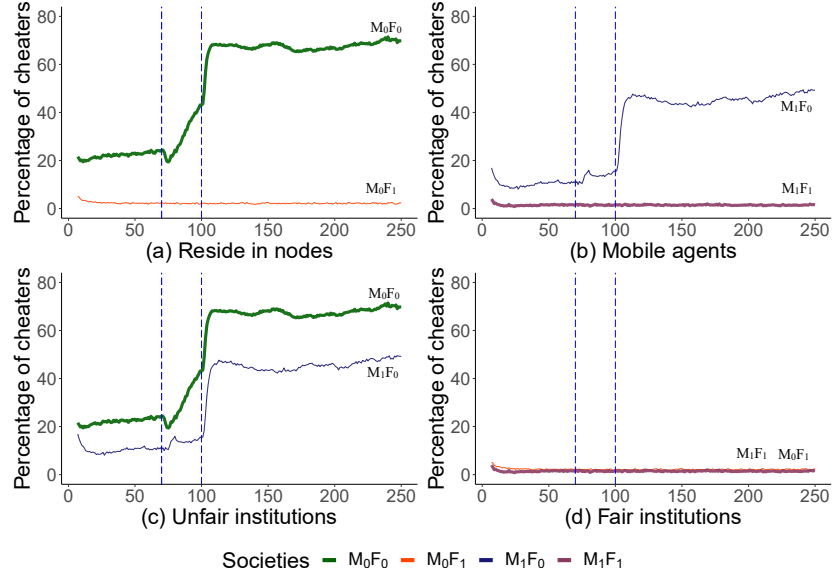 Percentage of cheaters
80
60
40
20
0
M₀F₀
M₀F₁
0 50 100 150 200 250
(a) Reside in nodes
Percentage of cheaters
80
60
40
20
0
M₁F₀
M₁F₁
0 50 100 150 200 250
(b) Mobile agents
Percentage of cheaters
80
60
40
20
0
M₀F₀
M₁F₀
0 50 100 150 200 250
(c) Unfair institutions
Percentage of cheaters
80
60
40
20
0
M₁F₁ M₀F₁
0 50 100 150 200 250
(d) Fair institutions
Societies M₀F₀ M₀F₁ M₁F₀ M₁F₁